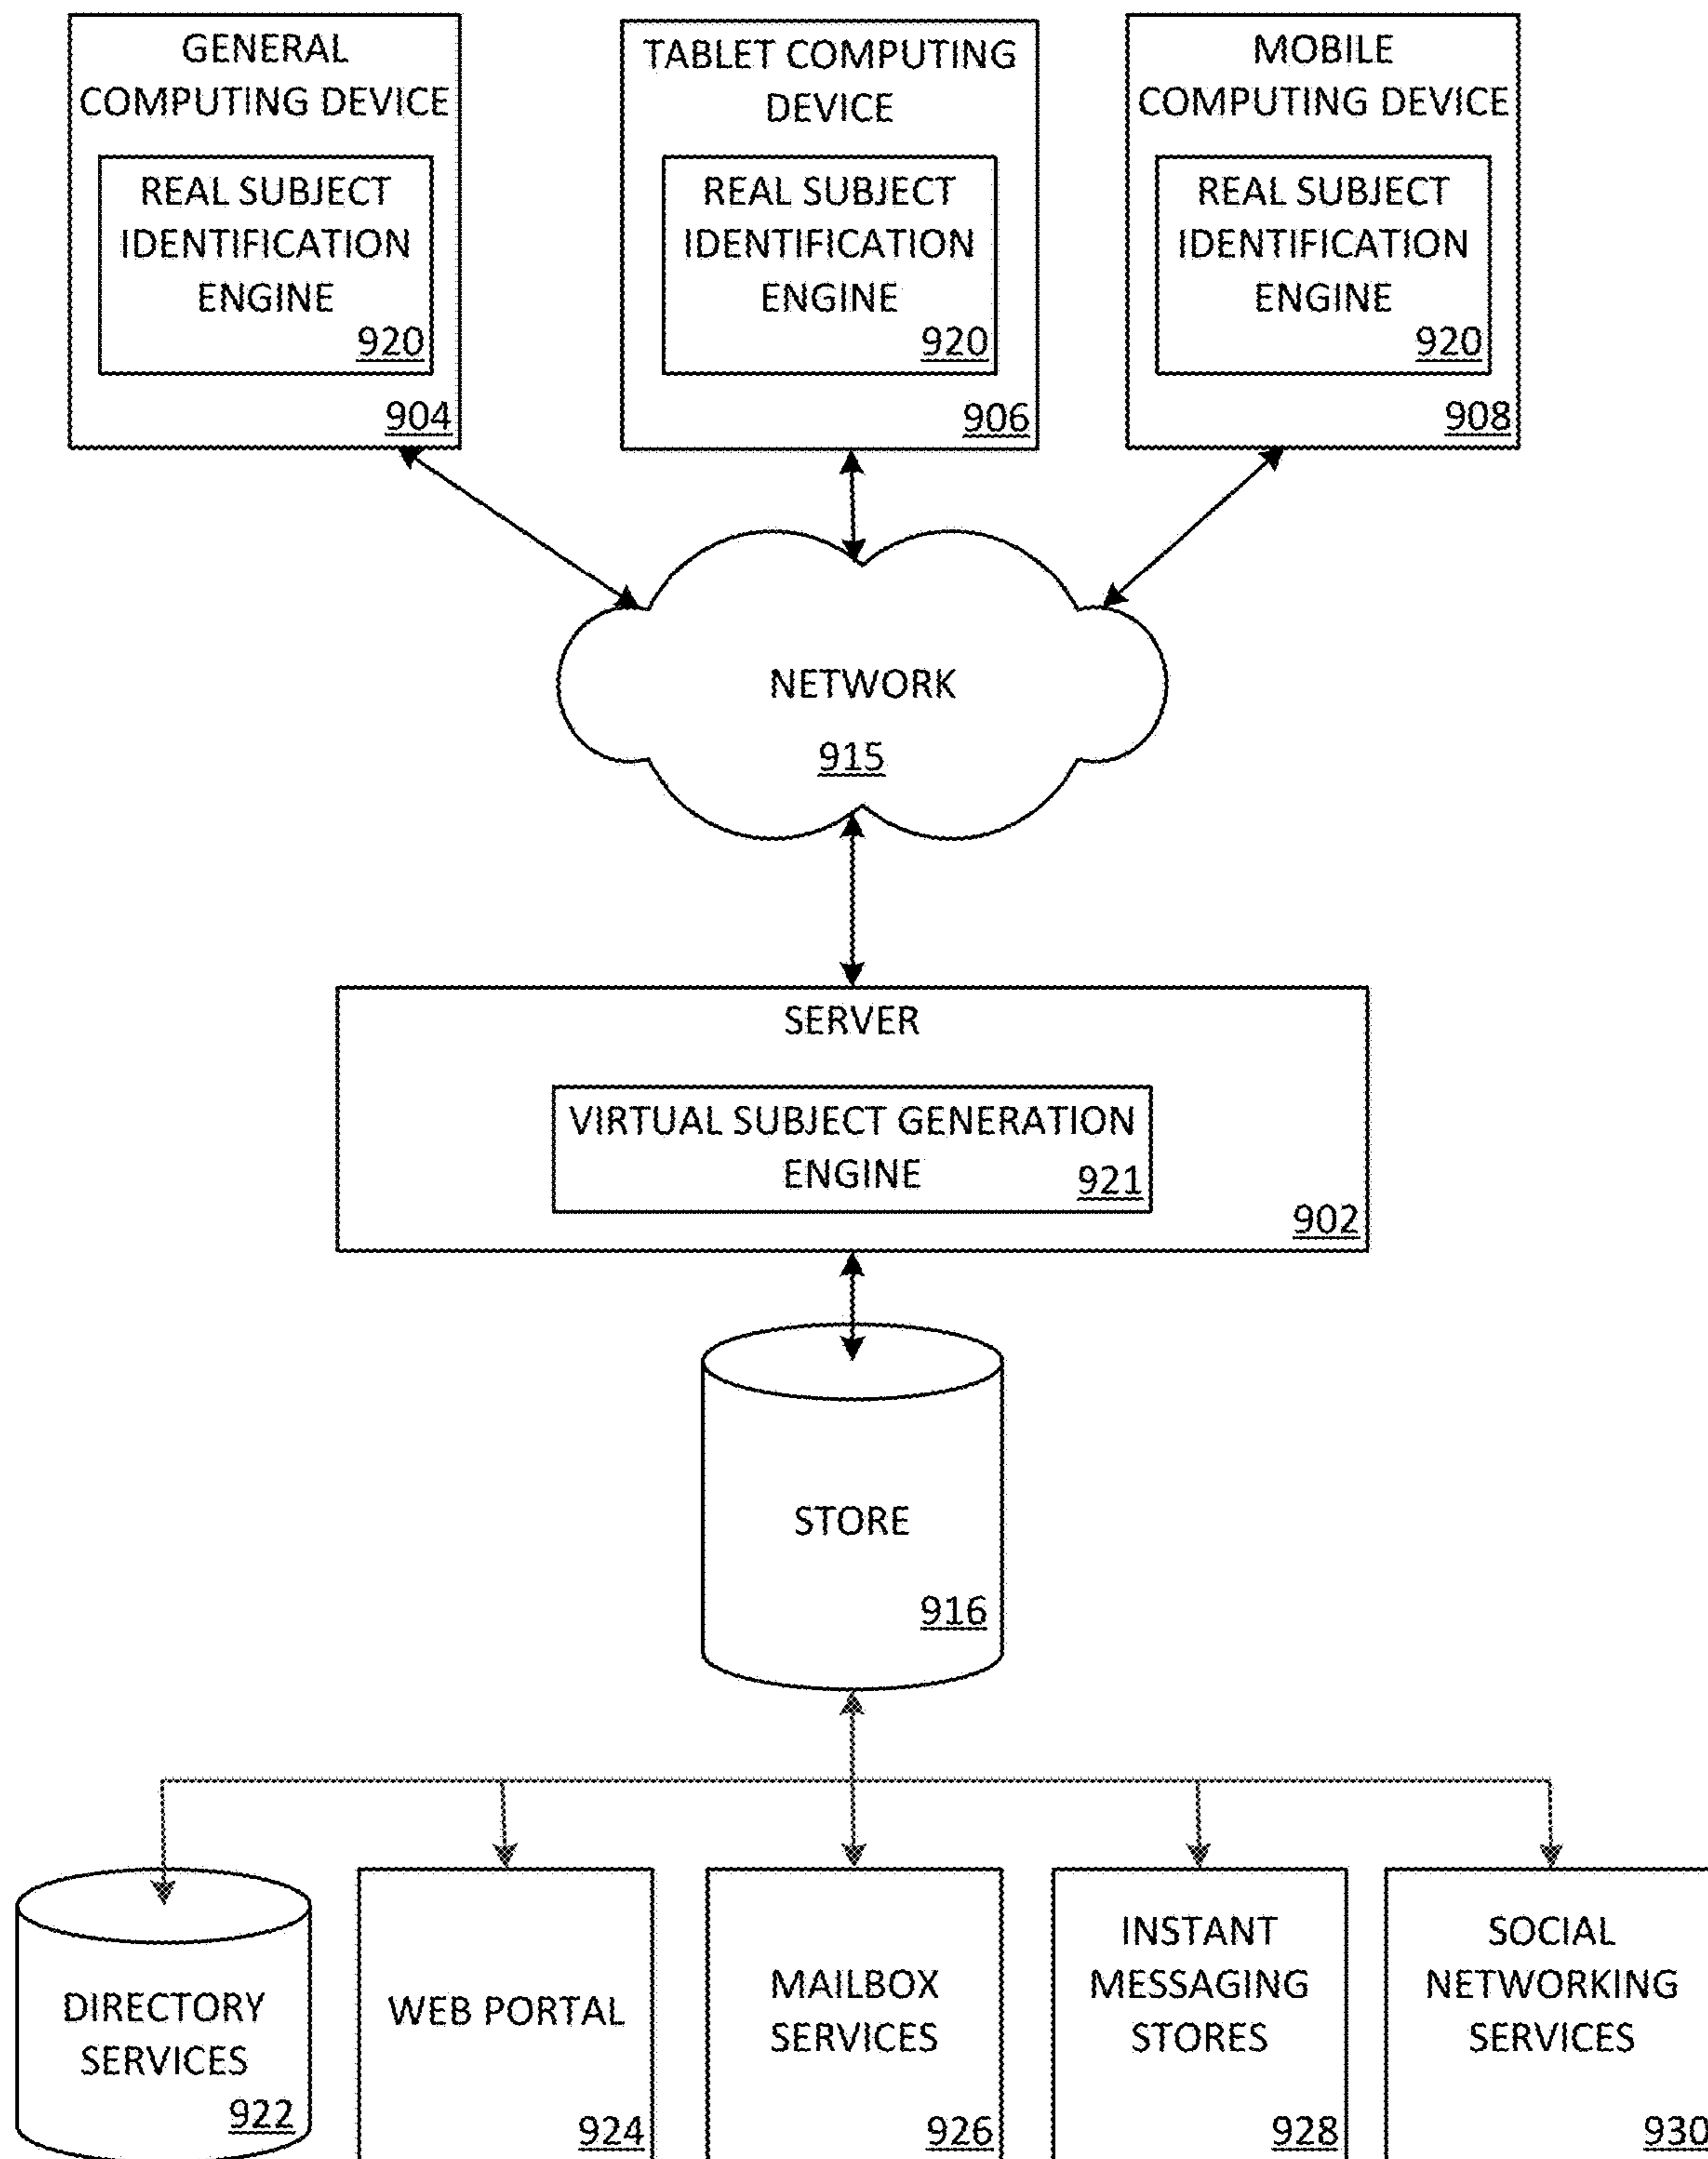 GENERAL
COMPUTING DEVICE
REAL SUBJECT
IDENTIFICATION
ENGINE
920
904
TABLET COMPUTING
DEVICE
REAL SUBJECT
IDENTIFICATION
ENGINE
920
906
MOBILE
COMPUTING DEVICE
REAL SUBJECT
IDENTIFICATION
ENGINE
920
908
NETWORK
915
SERVER
VIRTUAL SUBJECT GENERATION
ENGINE
921
902
STORE
916
DIRECTORY
SERVICES
922
WEB PORTAL
924
MAILBOX
SERVICES
926
INSTANT
MESSAGING
STORES
928
SOCIAL
NETWORKING
SERVICES
930